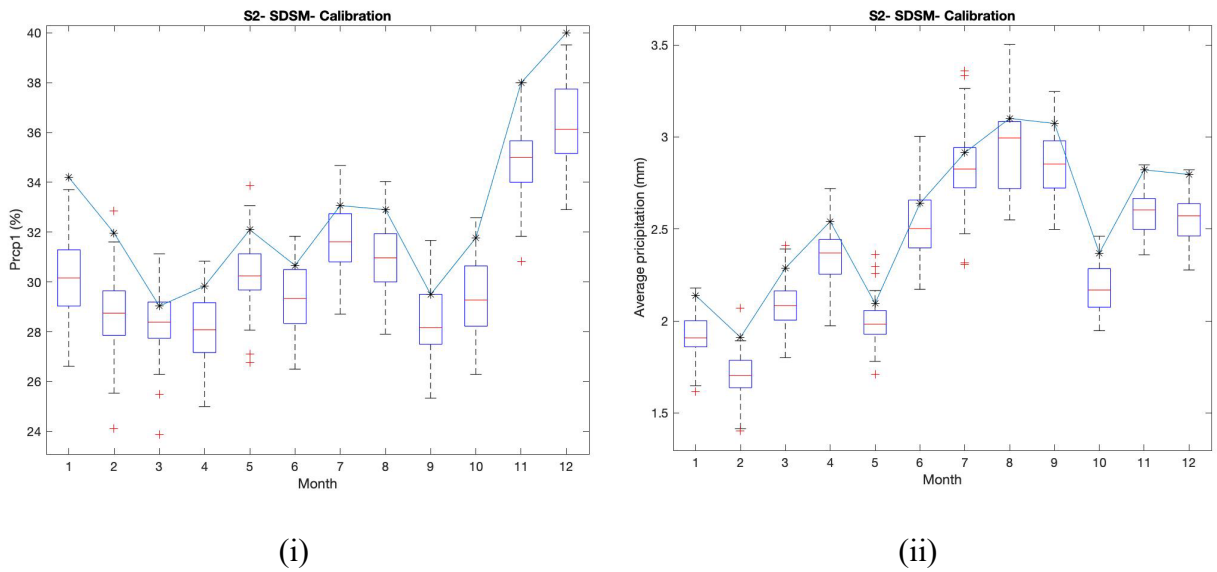 S2- SDSM- Calibration
40
38
36
34
32
30
28
26
24
Prcp1 (%)
1 2 3 4 5 6 7 8 9 10 11 12
Month
(i)
S2- SDSM- Calibration
3.5
3
2.5
2
1.5
Average pricipitation (mm)
1 2 3 4 5 6 7 8 9 10 11 12
Month
(ii)